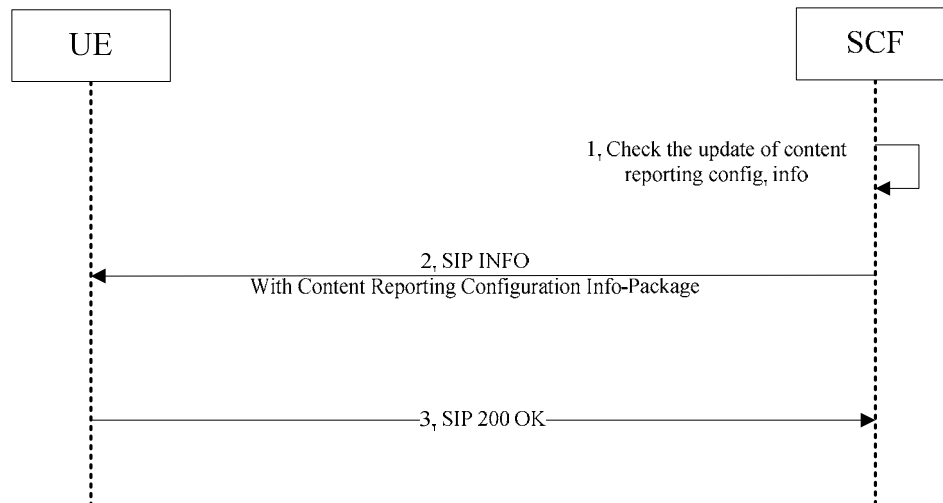 UE
SCF
1, Check the update of content
reporting config, info
2, SIP INFO
With Content Reporting Configuration Info-Package
3, SIP 200 OK